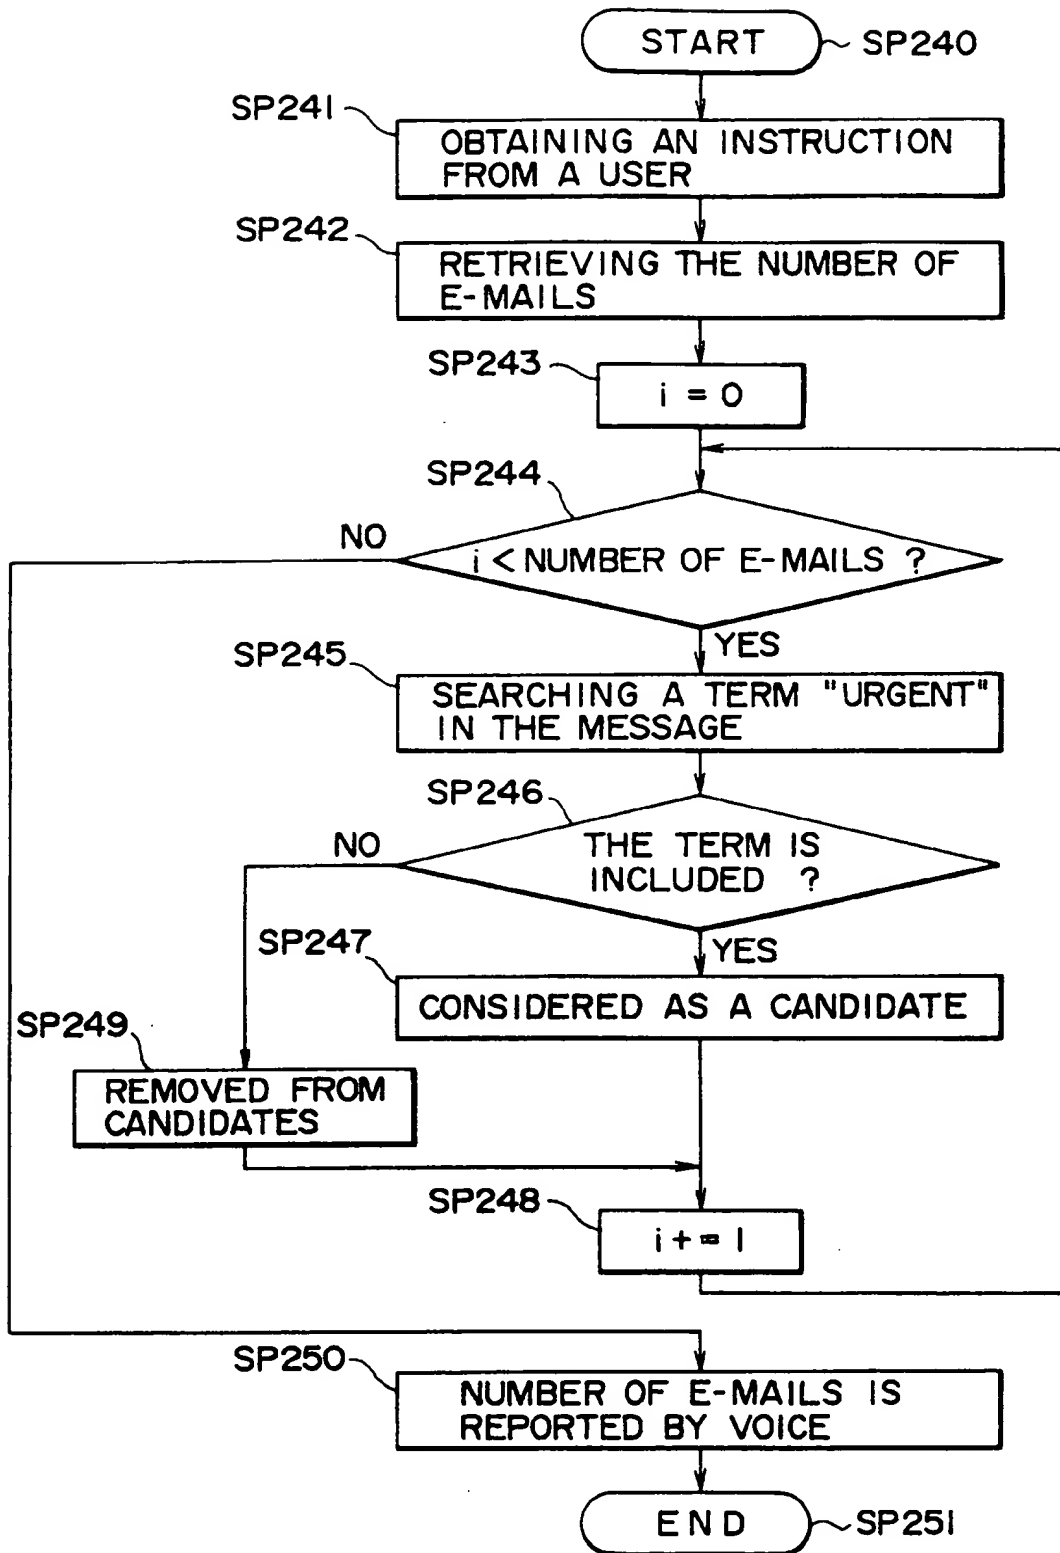 START
SP240
SP241
OBTAINING AN INSTRUCTION
FROM A USER
SP242
RETRIEVING THE NUMBER OF
E-MAILS
SP243
i = 0
SP244
NO
i < NUMBER OF E-MAILS ?
YES
SP245
SEARCHING A TERM "URGENT"
IN THE MESSAGE
SP246
NO
THE TERM IS
INCLUDED ?
YES
SP247
CONSIDERED AS A CANDIDATE
SP249
REMOVED FROM
CANDIDATES
SP248
i + = 1
SP250
NUMBER OF E-MAILS IS
REPORTED BY VOICE
END
SP251